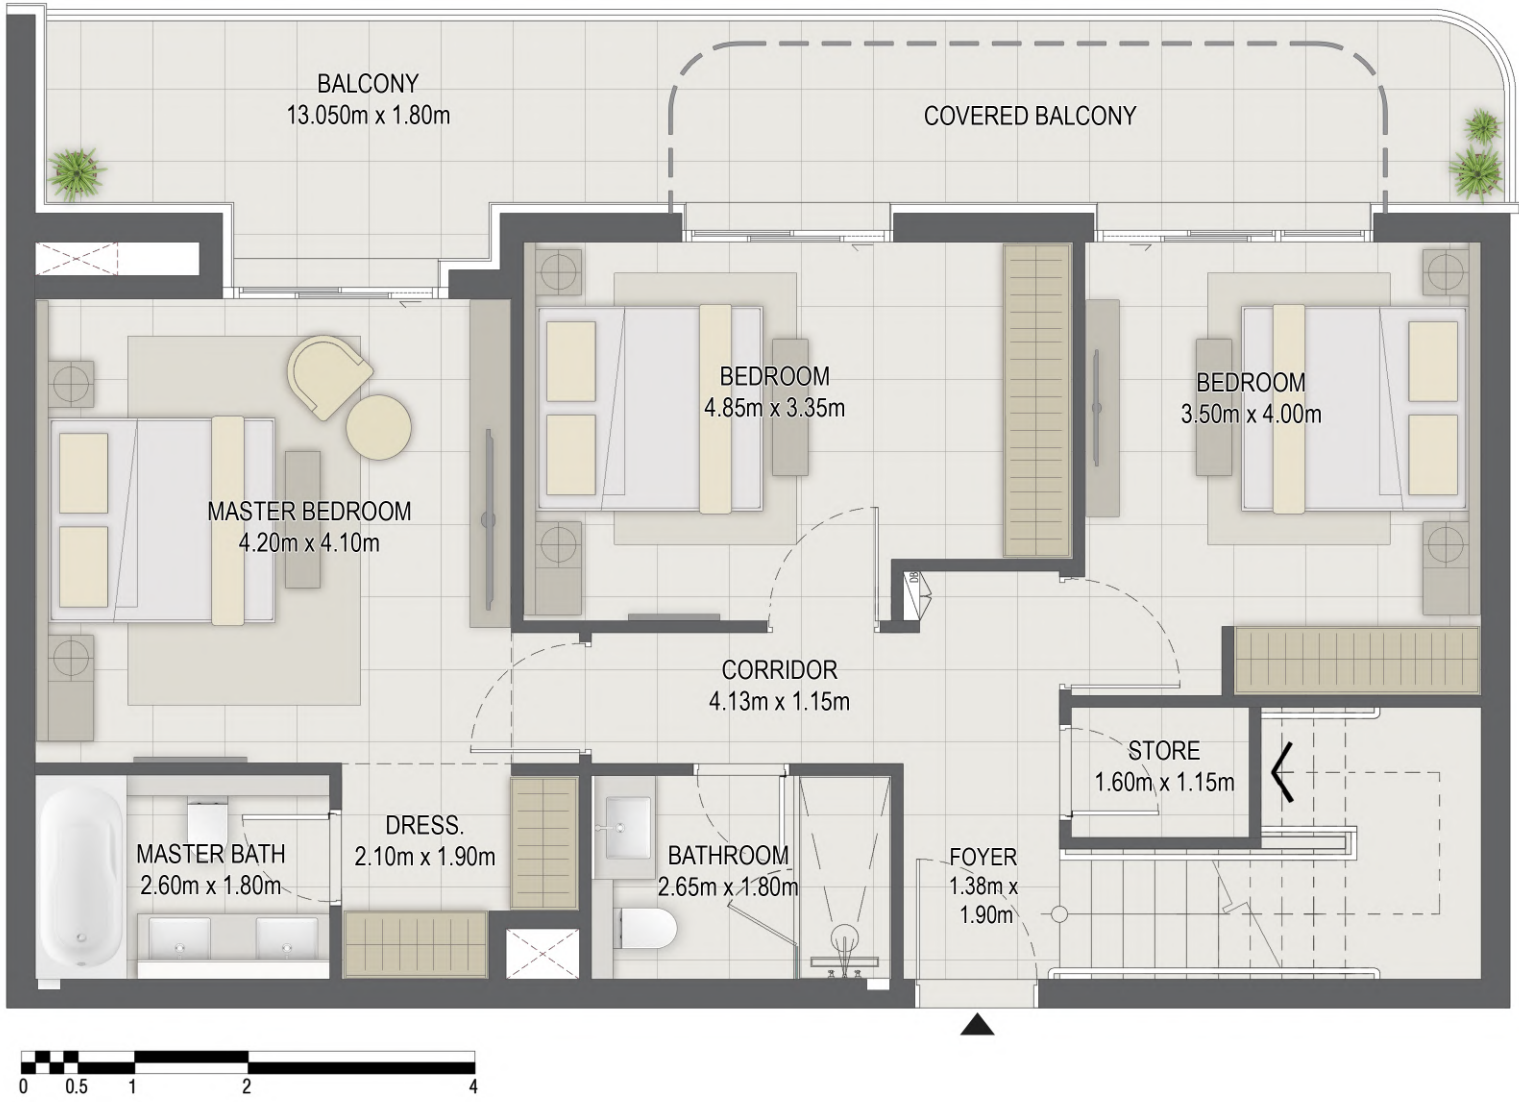 BALCONY
13.050m x 1.80m
COVERED BALCONY
BEDROOM
4.85m x 3.35m
BEDROOM
3.50m x 4.00m
MASTER BEDROOM
4.20m x 4.10m
DB
CORRIDOR
4.13m x 1.15m
STORE
1.60m x 1.15m
DRESS.
2.10m x 1.90m
MASTER BATH
2.60m x 1.80m
BATHROOM
2.65m x 1.80m
FOYER
1.38m x
1.90m
0 0.5 1 2 4